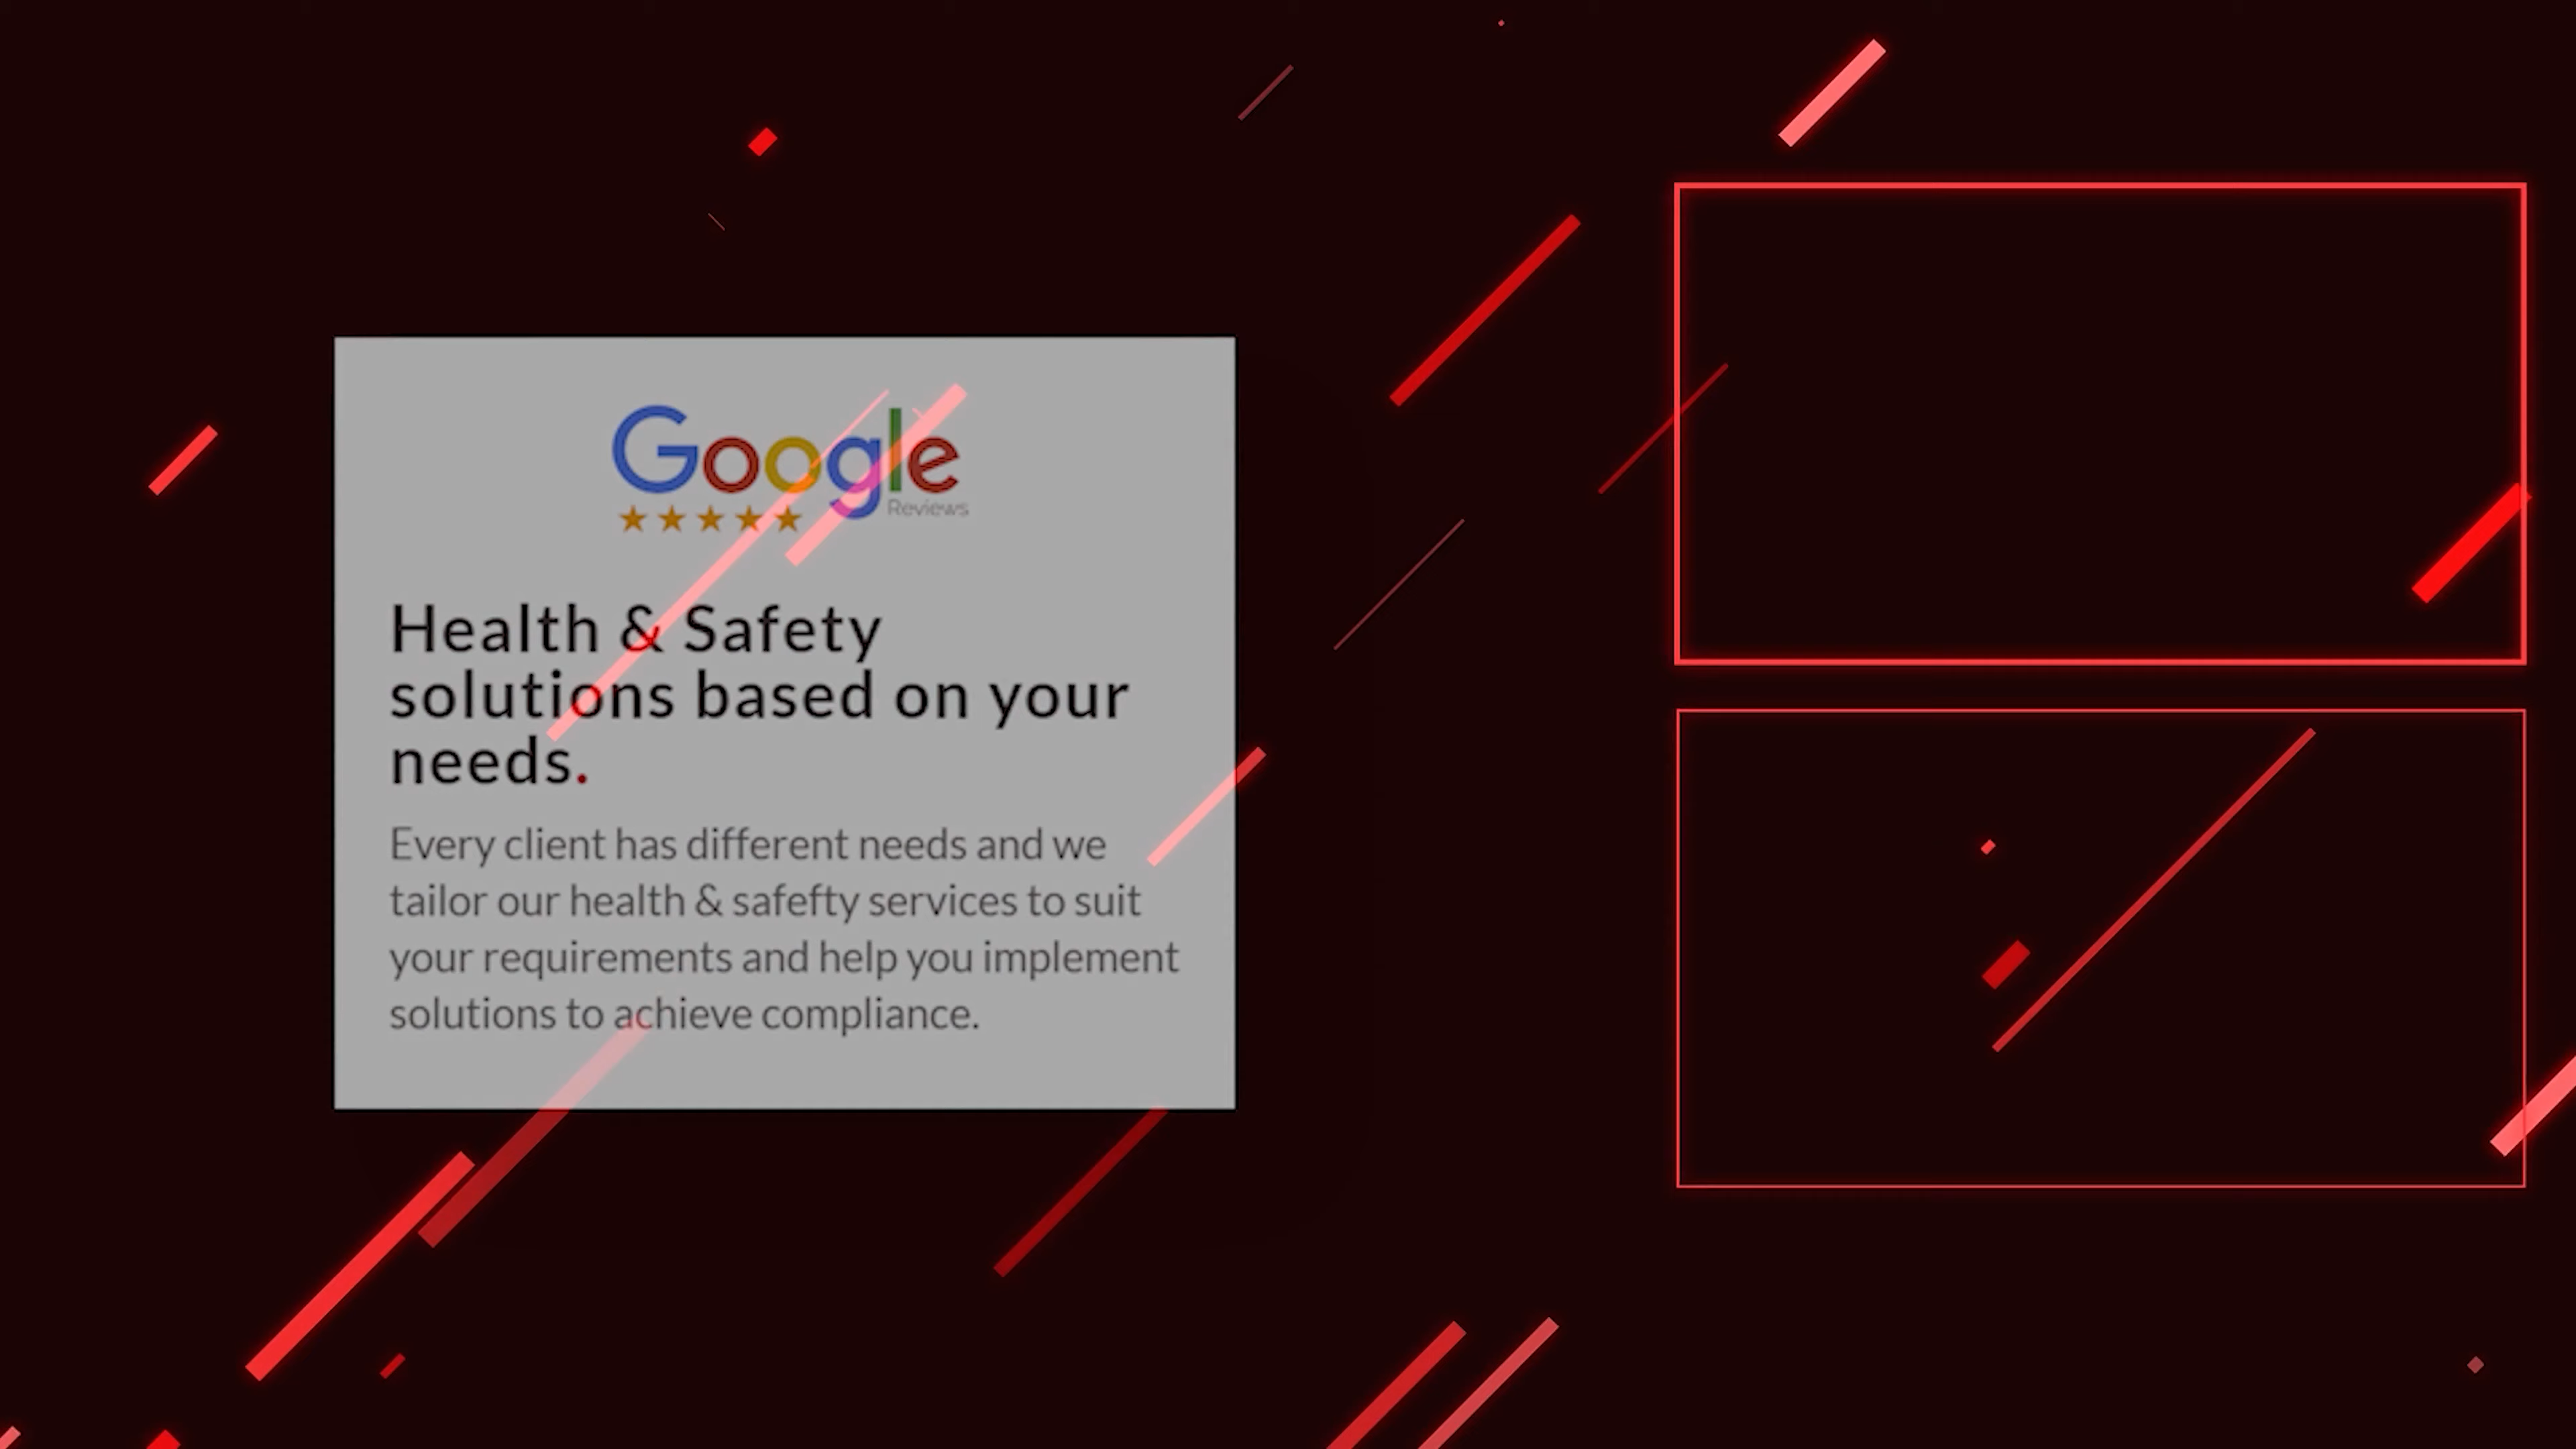 Google
Reviews
Health & Safety
solutions based on your
needs.
Every client has different needs and we
tailor our health & safefty services to suit
your requirements and help you implement
solutions to achieve compliance.